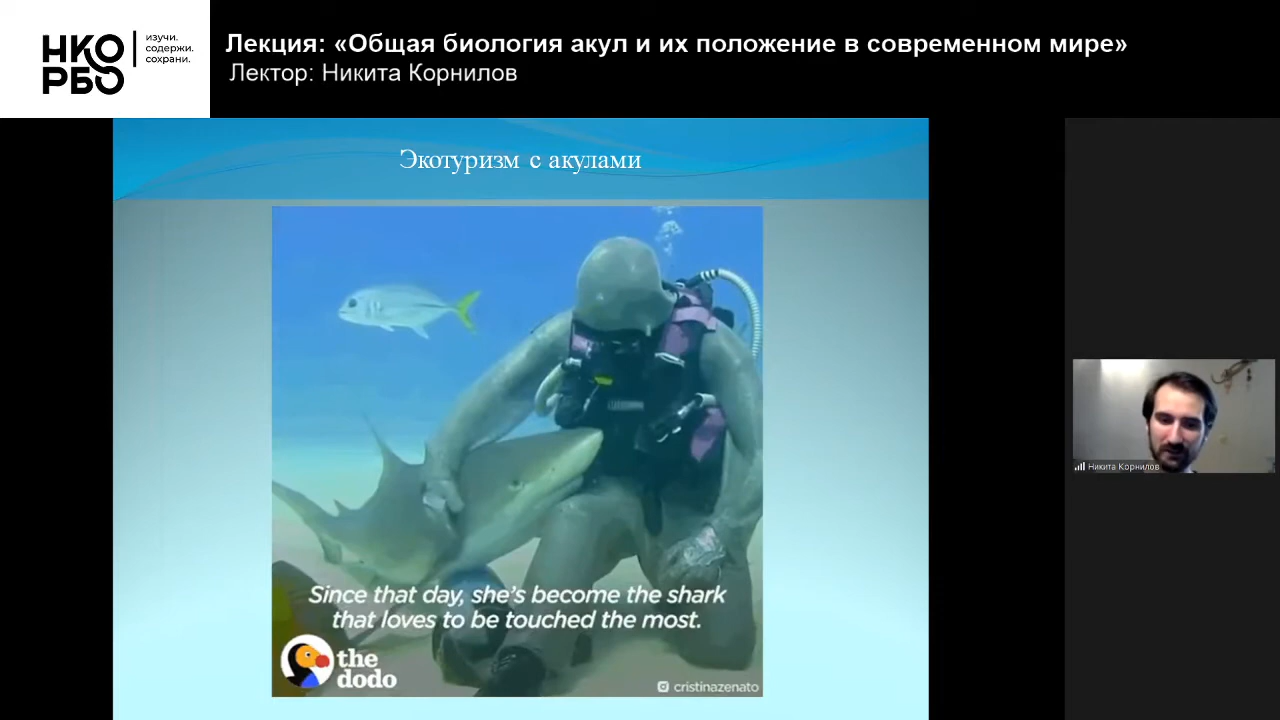 НКО
РБО
изучи.
содержи.
сохрани.
Лекция: «Общая биология акул и их положение в современном мире»
Лектор: Никита Корнилов
Экотуризм с акулами
Since that day, she's become the shark
that loves to be touched the most.
the
dodo
cristinazenato
Никита Корнилов